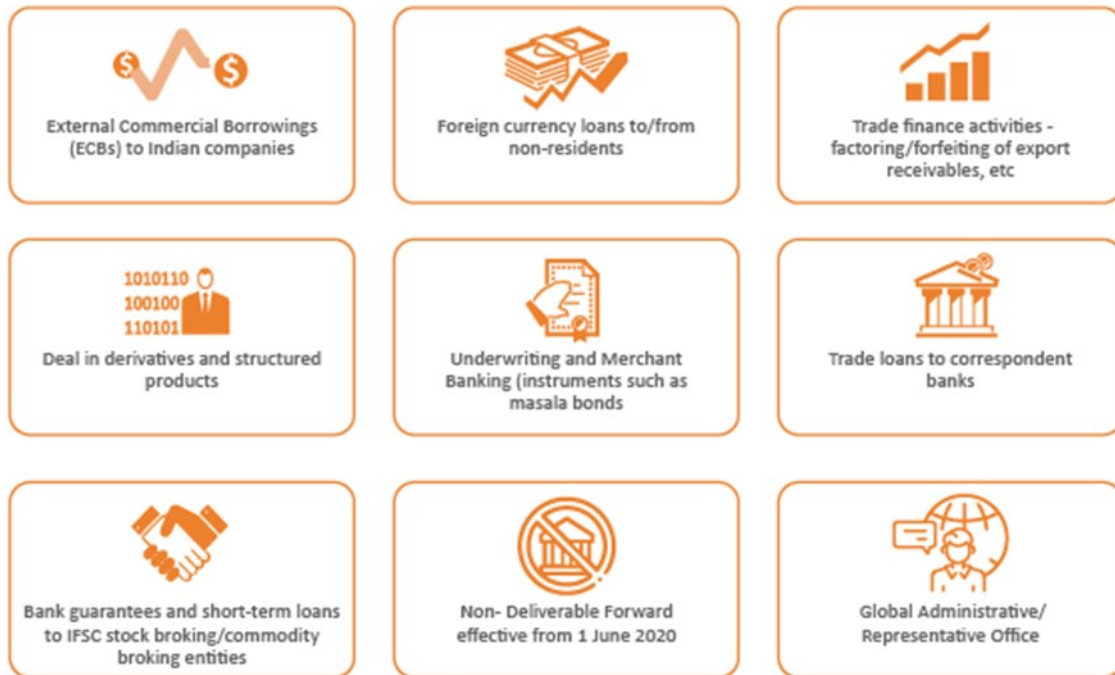 External Commercial Borrowings
(ECBs) to Indian companies
Foreign currency loans to/from
non-residents
Trade finance activities -
factoring/forfeiting of export
receivables, etc
1010110
100100
110101
Deal in derivatives and structured
products
Underwriting and Merchant
Banking (instruments such as
masala bonds
Trade loans to correspondent
banks
Bank guarantees and short-term loans
to IFSC stock broking/commodity
broking entities
Non- Deliverable Forward
effective from 1 June 2020
Global Administrative/
Representative Office